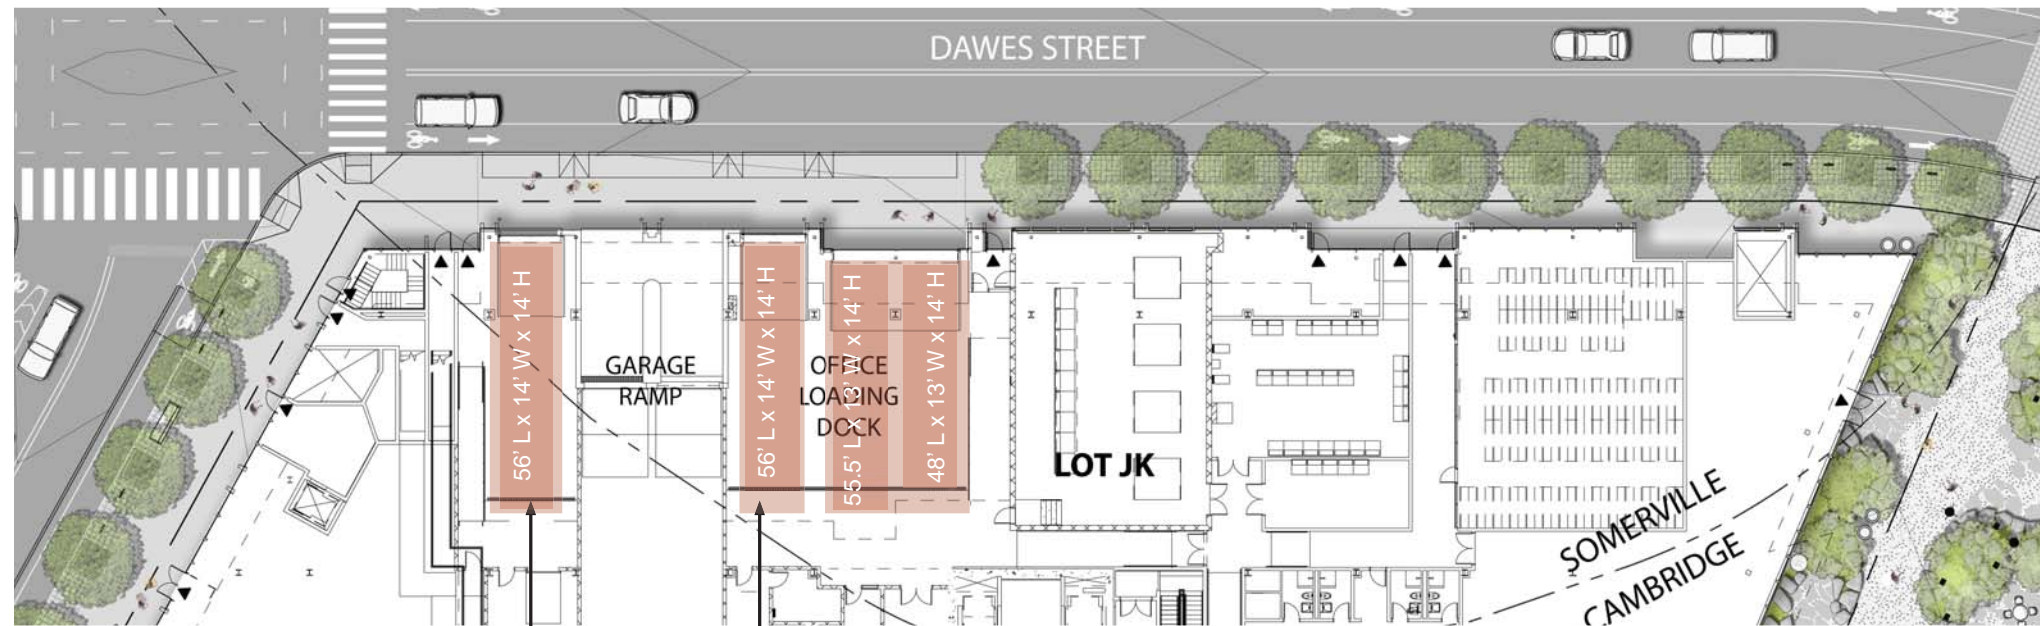 DAWES STREET
56' L x 14' W x 14' H
GARAGE
RAMP
56' L x 14' W x 14' H
OFFICE
LOADING
DOCK
55.5' L x 13' W x 14' H
48' L x 13' W x 14' H
LOT JK
SOMERVILLE
CAMBRIDGE